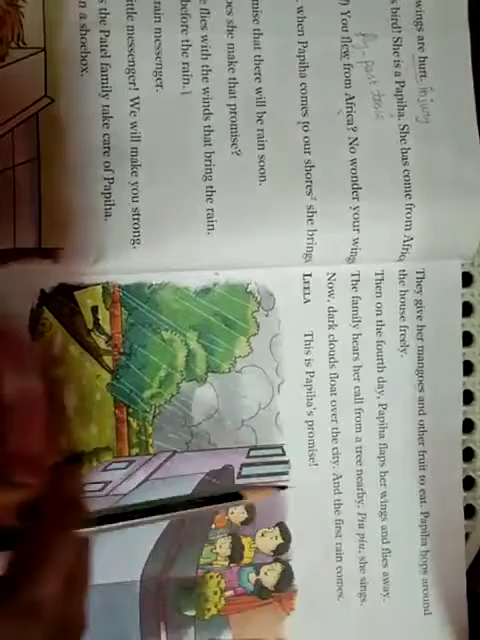 wings are hurt. injury
s bird! She is a Papiha. She has come from
fly - past tense
) You flew from Africa? No wonder your
, when Papiha comes to our shores² she
mise that there will be rain soon.
es she make that promise?
flies with the winds that bring the rain.
rain messenger.
before the rain.
messenger! We will make you strong.
s the Patel family take care of Papiha.
a shoebox.
They give her mangoes and other fruit to eat. Papiha hops around
the house freely.
Then on the fourth day, Papiha flaps her wings and flies away.
The family hears her call from a tree nearby. Piu piu, she sings.
Now, dark clouds float over the city. And the first rain comes.
LEELA This is Papiha's promise!